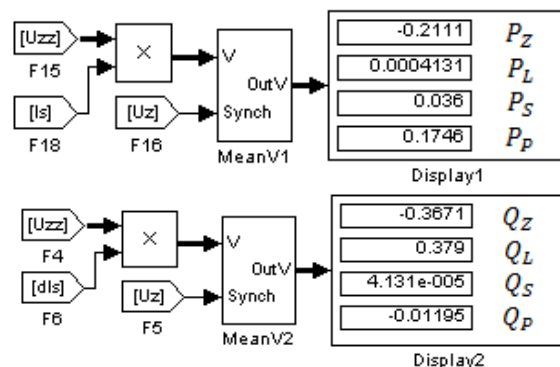 [Uzz]
F15
[Is]
F18
×
[Uz]
F16
V
OutV
Synch
MeanV1
-0.2111 P_Z
0.0004131 P_L
0.036 P_S
0.1746 P_P
Display1
[Uzz]
F4
[dIs]
F6
×
[Uz]
F5
V
OutV
Synch
MeanV2
-0.3671 Q_Z
0.379 Q_L
4.131e-005 Q_S
-0.01195 Q_P
Display2